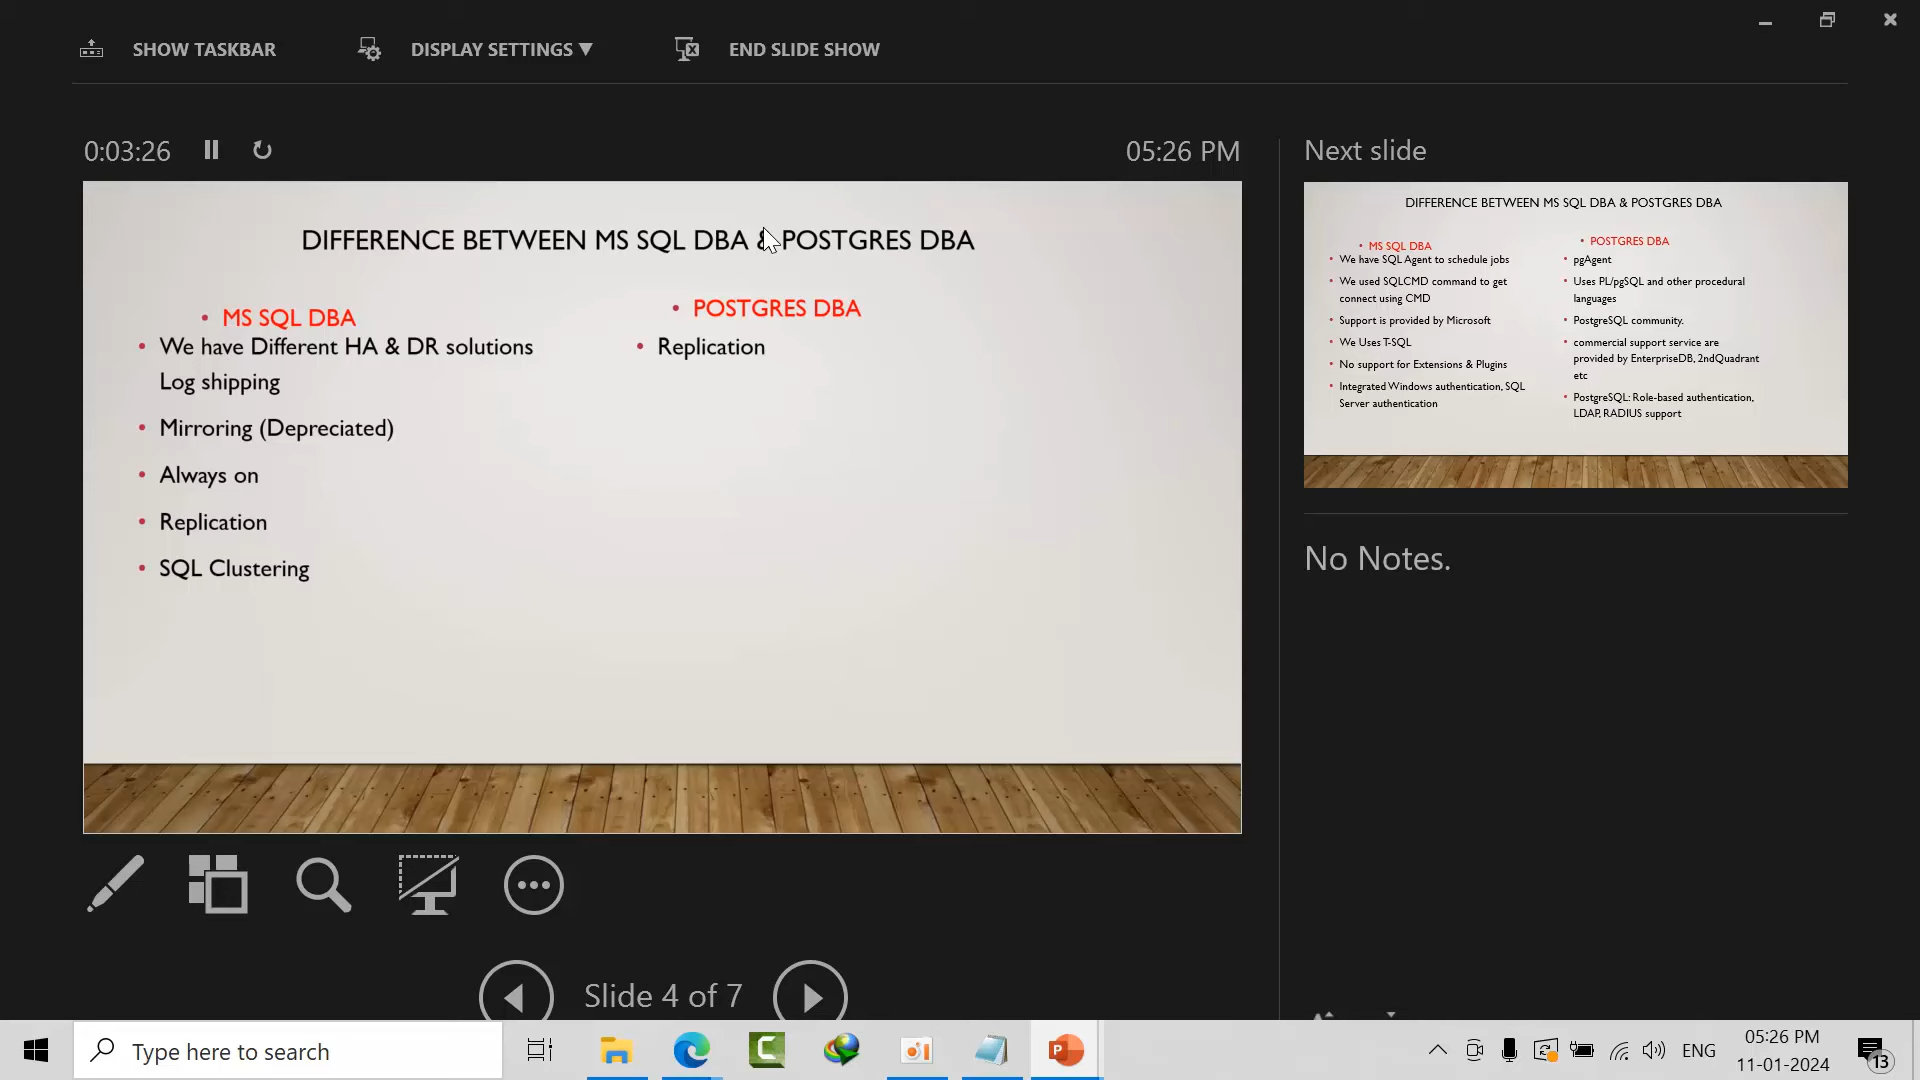 SHOW TASKBAR
DISPLAY SETTINGS ▼
END SLIDE SHOW
0:03:26
05:26 PM
DIFFERENCE BETWEEN MS SQL DBA & POSTGRES DBA
• MS SQL DBA
• We have Different HA & DR solutions
Log shipping
• Mirroring (Depreciated)
• Always on
• Replication
• SQL Clustering
• POSTGRES DBA
• Replication
Next slide
DIFFERENCE BETWEEN MS SQL DBA & POSTGRES DBA
• MS SQL DBA
• We have SQL Agent to schedule jobs
• We used SQLCMD command to get
connect using CMD
• Support is provided by Microsoft
• We Uses T-SQL
• No support for Extensions & Plugins
• Integrated Windows authentication, SQL
Server authentication
• POSTGRES DBA
• pgAgent
• Uses PL/pgSQL and other procedural
languages
• PostgreSQL community.
• commercial support service are
provided by EnterpriseDB, 2ndQuadrant
etc
• PostgreSQL: Role-based authentication,
LDAP, RADIUS support
No Notes.
Slide 4 of 7
Type here to search
ENG
05:26 PM
11-01-2024
13